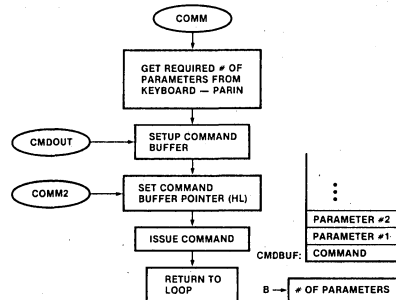 COMM
GET REQUIRED # OF
PARAMETERS FROM
KEYBOARD — PARIN
CMDOUT
SETUP COMMAND
BUFFER
COMM2
SET COMMAND
BUFFER POINTER (HL)
ISSUE COMMAND
RETURN TO
LOOP
PARAMETER #2
PARAMETER #1
CMDBUF:
COMMAND
B
# OF PARAMETERS